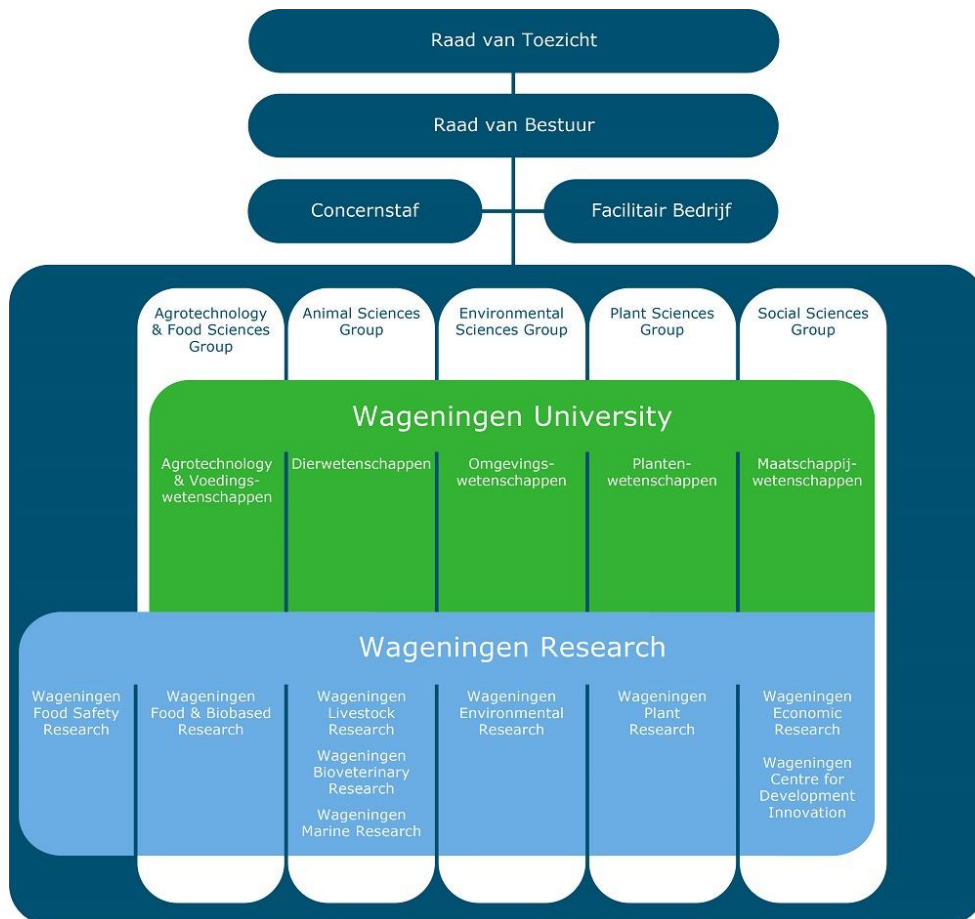 Raad van Toezicht
Raad van Bestuur
Concernstaf
Facilitair Bedrijf
Agrotechnology
& Food Sciences
Group
Animal Sciences
Group
Environmental
Sciences Group
Plant Sciences
Group
Social Sciences
Group
Wageningen University
Agrotechnology
& Voedings-
wetenschappen
Dierwetenschappen
Omgevings-
wetenschappen
Planten-
wetenschappen
Maatschappij-
wetenschappen
Wageningen Research
Wageningen
Food Safety
Research
Wageningen
Food & Biobased
Research
Wageningen
Livestock
Research
Wageningen
Bioveterinary
Research
Wageningen
Marine Research
Wageningen
Environmental
Research
Wageningen
Plant
Research
Wageningen
Economic
Research
Wageningen
Centre for
Development
Innovation